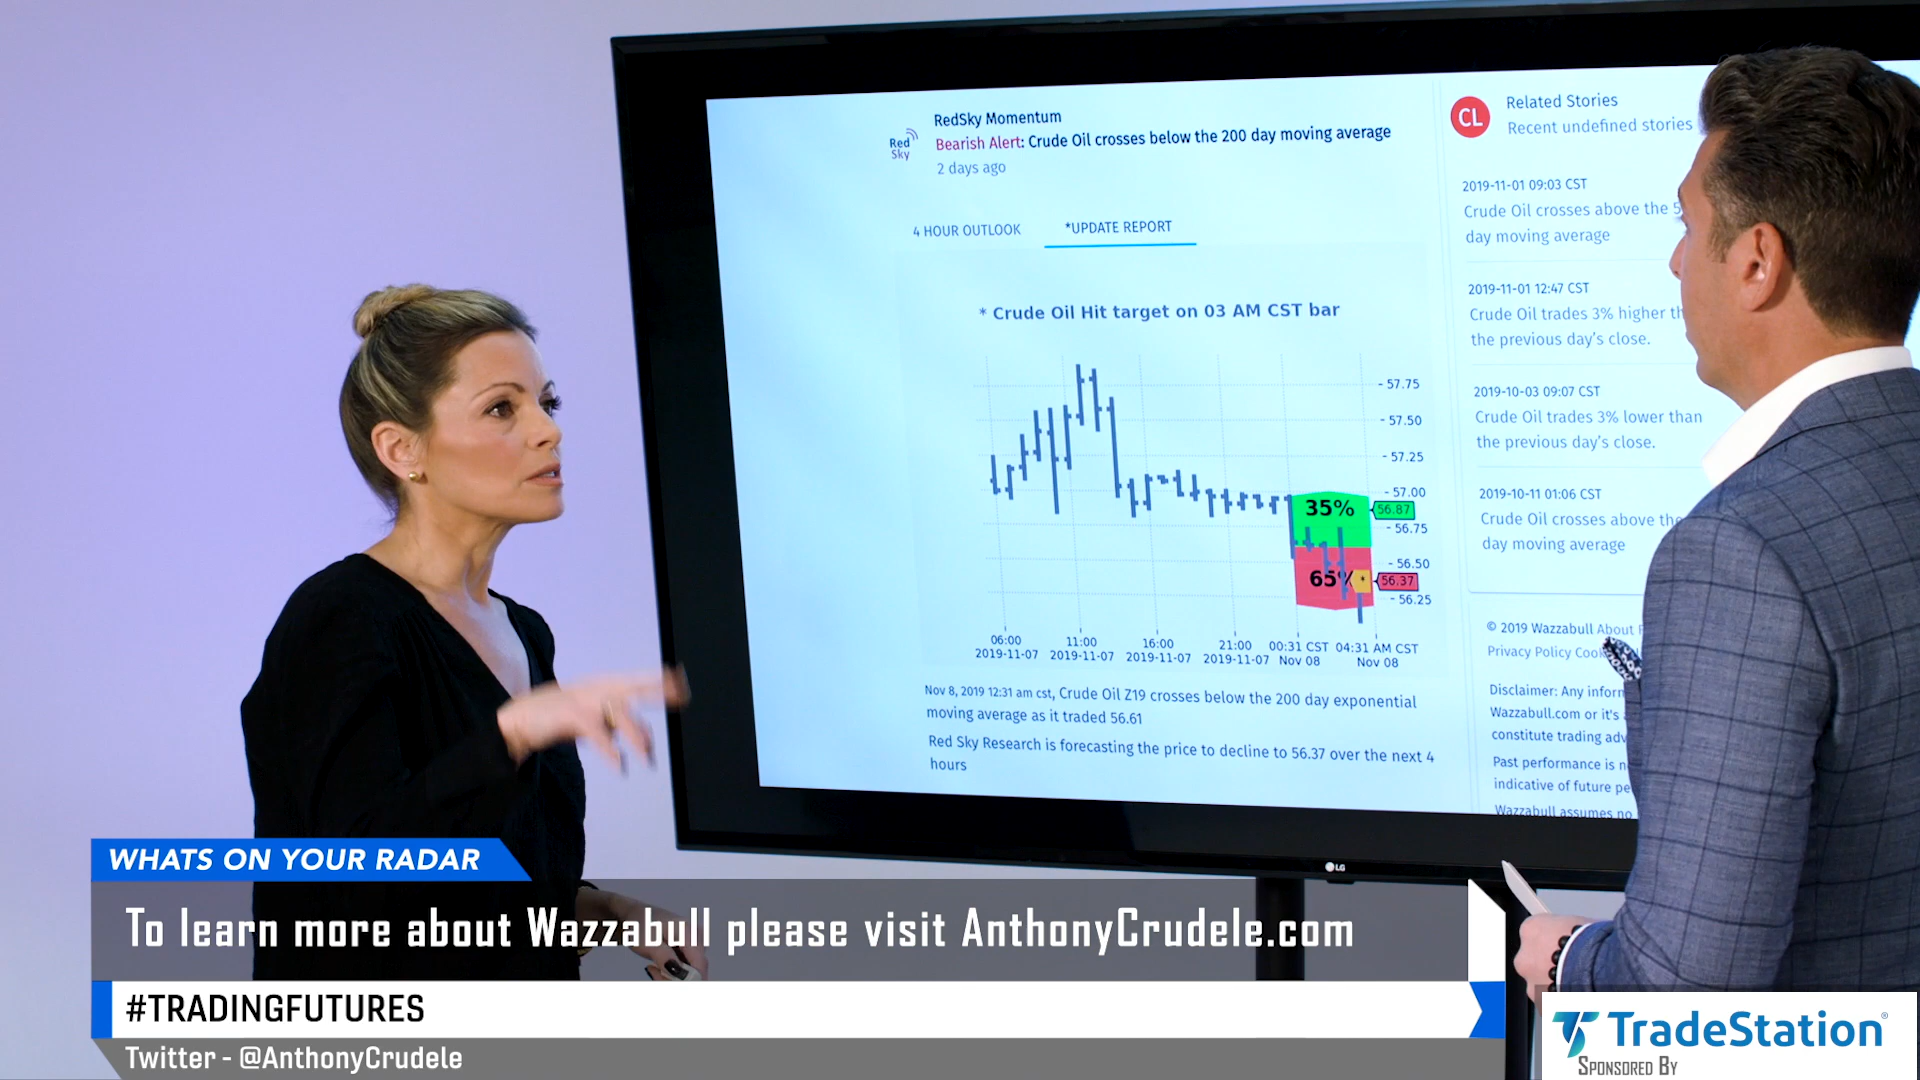 Red
Sky
RedSky Momentum
Bearish Alert: Crude Oil crosses below the 200 day moving average
2 days ago
4 HOUR OUTLOOK
*UPDATE REPORT
* Crude Oil Hit target on 03 AM CST bar
- 57.75
- 57.50
- 57.25
- 57.00
- 56.75
- 56.50
- 56.25
35%
56.87
65%
*
56.37
06:00
2019-11-07
11:00
2019-11-07
16:00
2019-11-07
21:00
2019-11-07
00:31 CST
Nov 08
04:31 AM CST
Nov 08
Nov 8, 2019 12:31 am cst, Crude Oil Z19 crosses below the 200 day exponential
moving average as it traded 56.61
Red Sky Research is forecasting the price to decline to 56.37 over the next 4
hours
CL
Related Stories
Recent undefined stories
2019-11-01 09:03 CST
Crude Oil crosses above the 5
day moving average
2019-11-01 12:47 CST
Crude Oil trades 3% higher
the previous day's close.
2019-10-03 09:07 CST
Crude Oil trades 3% lower than
the previous day's close.
2019-10-11 01:06 CST
Crude Oil crosses above the
day moving average
© 2019 Wazzabull About
Privacy Policy
Disclaimer: Any
Wazzabull.com or it's
constitute trading
Past performance is
indicative of future
Wazzabull assumes no
LG
WHATS ON YOUR RADAR
To learn more about Wazzabull please visit AnthonyCrudele.com
#TRADINGFUTURES
Twitter - @AnthonyCrudele
TradeStation®
SPONSORED BY